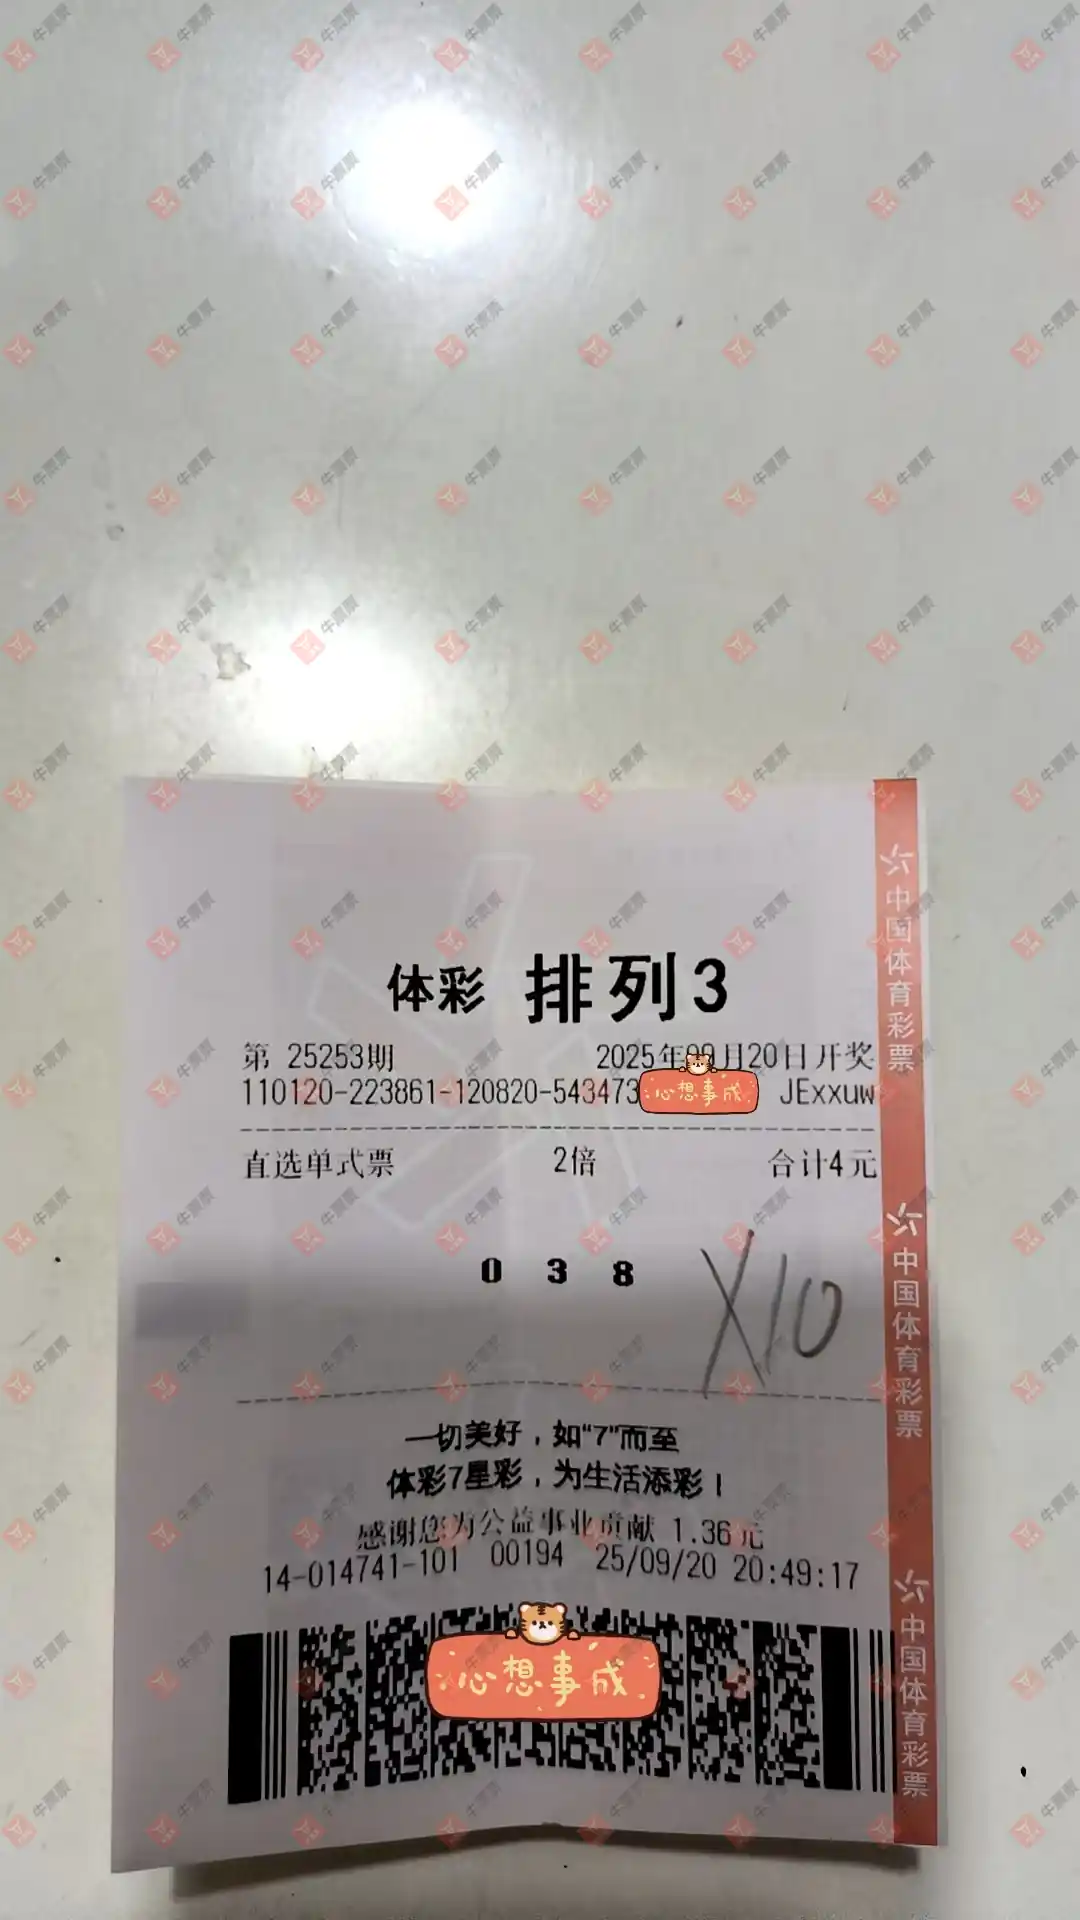 体彩 排列3
第 25253期 2025年09月20日开奖
110120-223861-120820-543473 心想事成 JExxuw
直选单式票 2倍 合计4元
0 3 8
X10
一切美好，如“7”而至
体彩7星彩，为生活添彩！
感谢您为公益事业贡献 1.36元
14-014741-101 00194 25/09/20 20:49:17
心想事成
中国体育彩票
中国体育彩票
中国体育彩票
牛票票